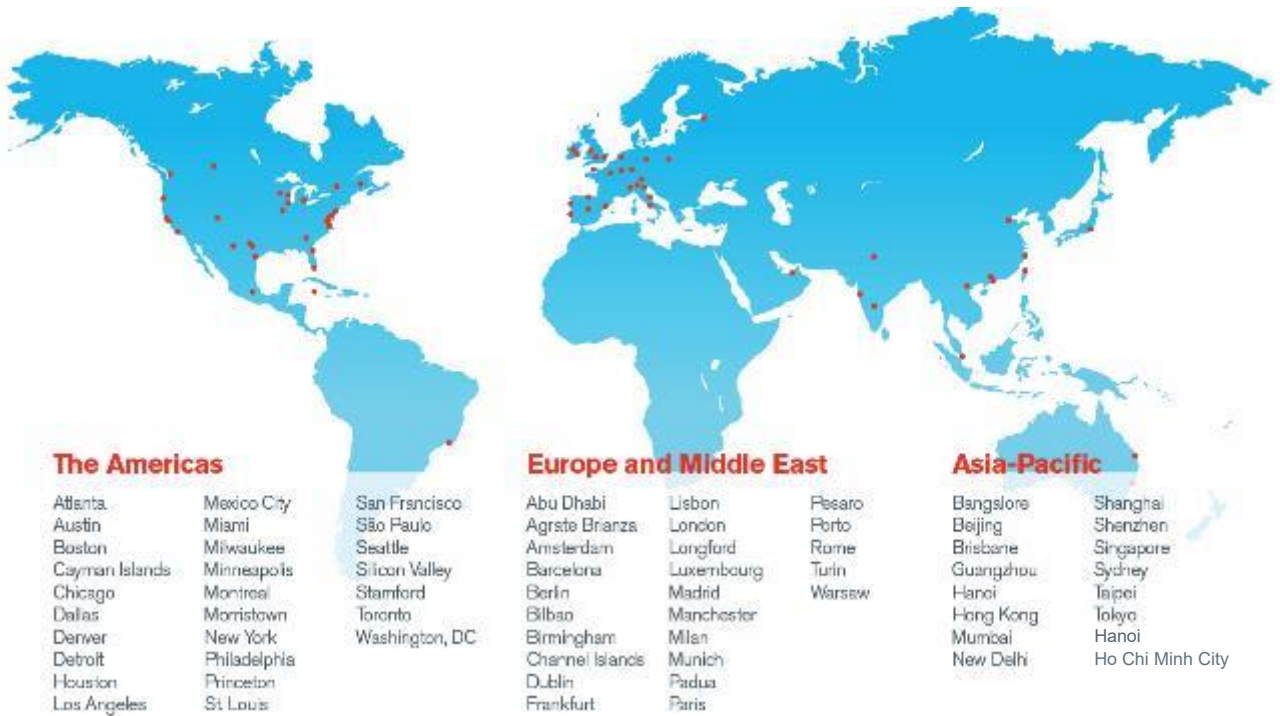 The Americas
Atlanta
Austin
Boston
Cayman Islands
Chicago
Dallas
Denver
Detroit
Houston
Los Angeles
Mexico City
Miami
Milwaukee
Minneapolis
Montreal
Morristown
New York
Philadelphia
Princeton
St Louis
San Francisco
São Paulo
Seattle
Silicon Valley
Stamford
Toronto
Washington, DC
Europe and Middle East
Abu Dhabi
Agrate Brianza
Amsterdam
Barcelona
Berlin
Bilbao
Birmingham
Channel Islands
Dublin
Frankfurt
Lisbon
London
Longford
Luxembourg
Madrid
Manchester
Milan
Munich
Padua
Paris
Pesaro
Porto
Rome
Turin
Warsaw
Asia-Pacific
Bangalore
Beijing
Brisbane
Guangzhou
Hanoi
Hong Kong
Mumbai
New Delhi
Shanghai
Shenzhen
Singapore
Sydney
Taipei
Tokyo
Hanoi
Ho Chi Minh City